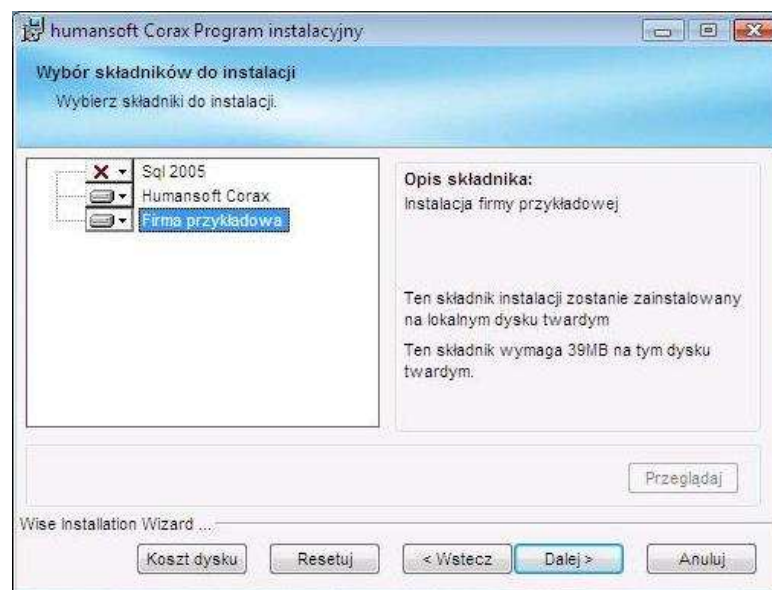 humansoft Corax Program instalacyjny
Wybór składników do instalacji
Wybierz składniki do instalacji.
Sql 2005
Humansoft Corax
Firma przykładowa
Opis składnika:
Instalacja firmy przykładowej
Ten składnik instalacji zostanie zainstalowany
na lokalnym dysku twardym
Ten składnik wymaga 39MB na tym dysku
twardym.
Przeglądaj
Wise Installation Wizard ...
Koszt dysku
Resetuj
< Wstecz
Dalej >
Anuluj